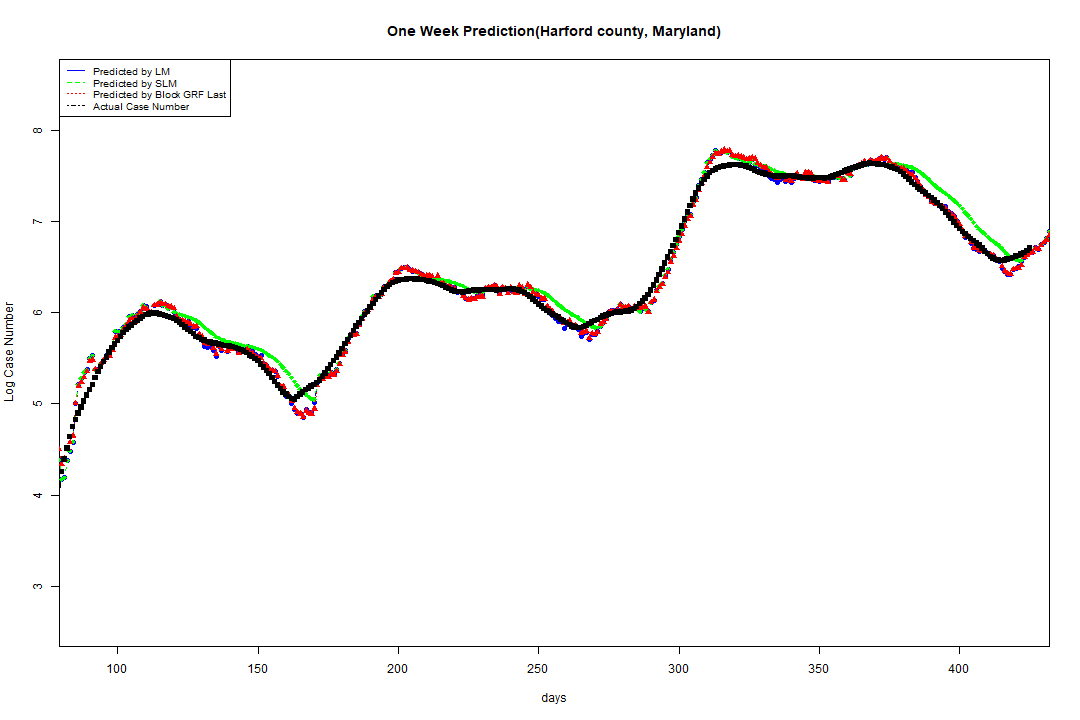 One Week Prediction(Harford county, Maryland)
Predicted by LM
Predicted by SLM
Predicted by Block GRF Last
Actual Case Number
8
7
6
5
4
3
Log Case Number
100 150 200 250 300 350 400
days